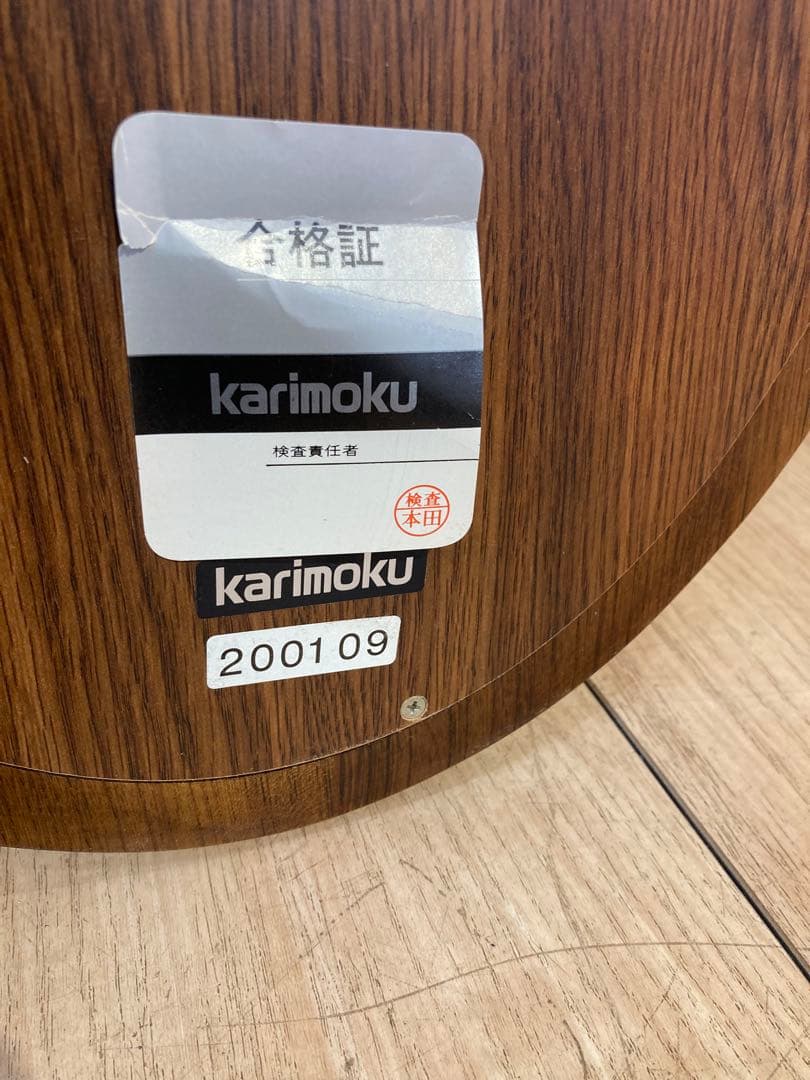 合格証
karimoku
検査責任者
検査
本田
karimoku
200109